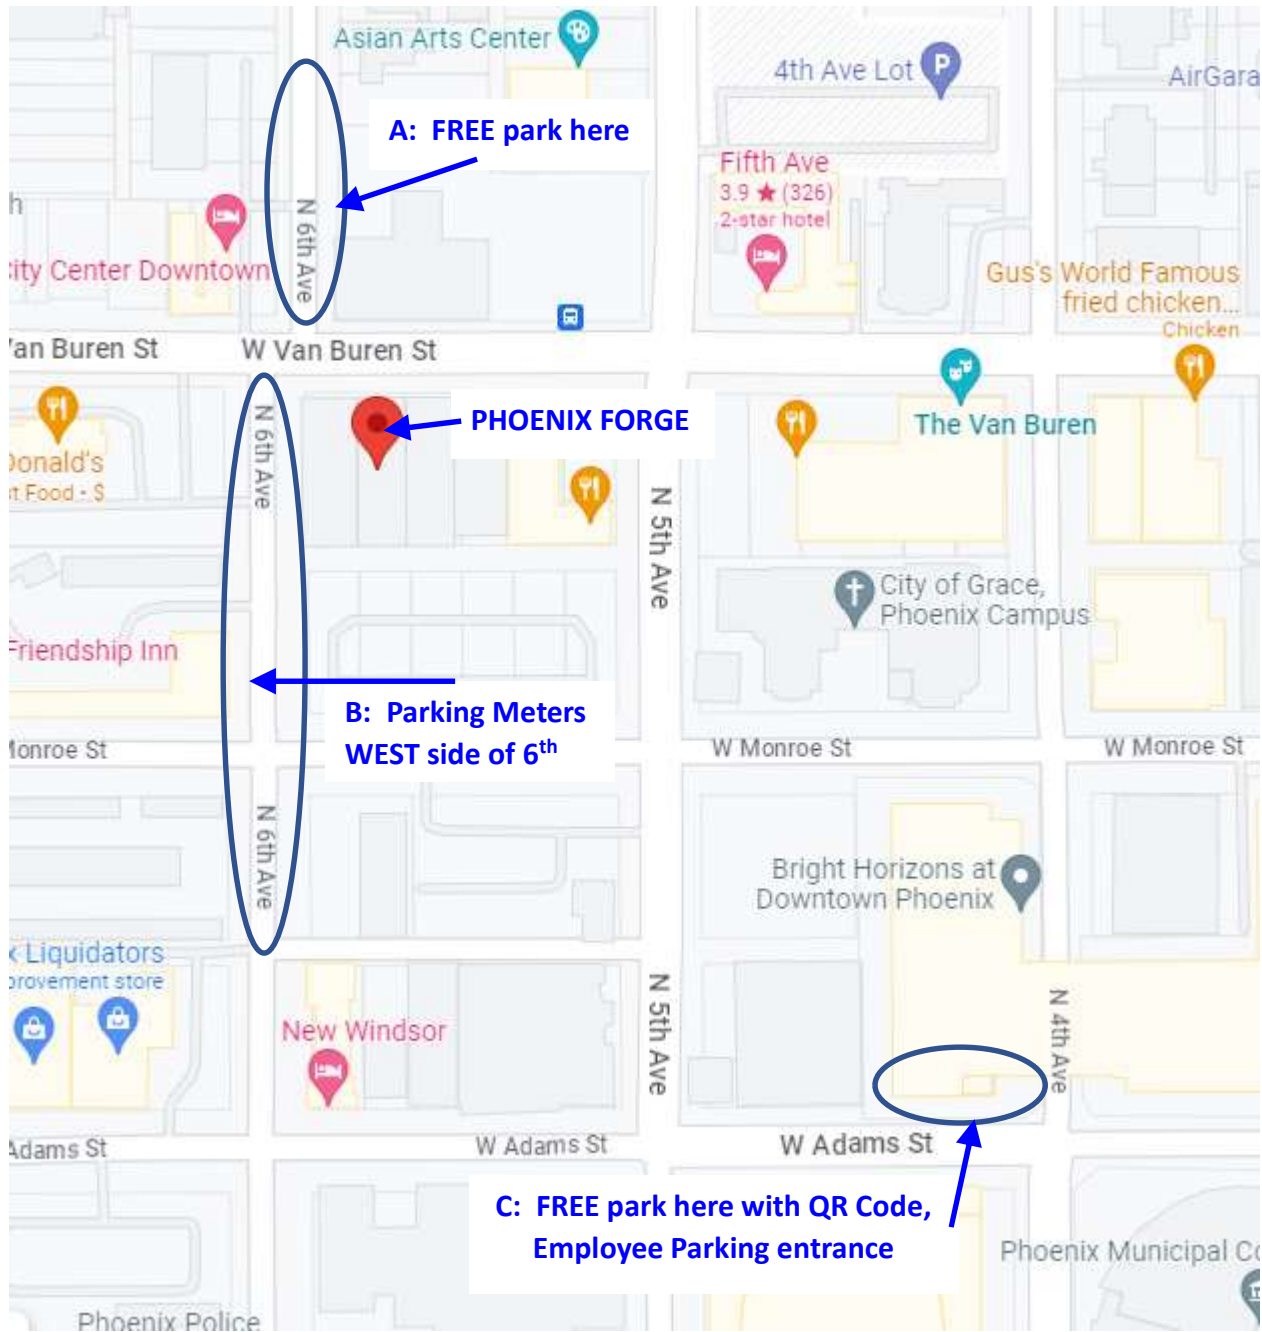 Asian Arts Center
4th Ave Lot
P
AirGara
A: FREE park here
Fifth Ave
3.9 ★ (326)
2-star hotel
h
N 6th Ave
ity Center Downtown
Gus's World Famous
fried chicken...
Chicken
Van Buren St
W Van Buren St
N 6th Ave
PHOENIX FORGE
The Van Buren
Donald's
t Food · $
N 5th Ave
City of Grace,
Phoenix Campus
Friendship Inn
B: Parking Meters
WEST side of 6th
Monroe St
W Monroe St
W Monroe St
N 6th Ave
Bright Horizons at
Downtown Phoenix
x Liquidators
provement store
N 5th Ave
N 4th Ave
New Windsor
Adams St
W Adams St
W Adams St
C: FREE park here with QR Code,
Employee Parking entrance
Phoenix Municipal Co
Phoenix Police